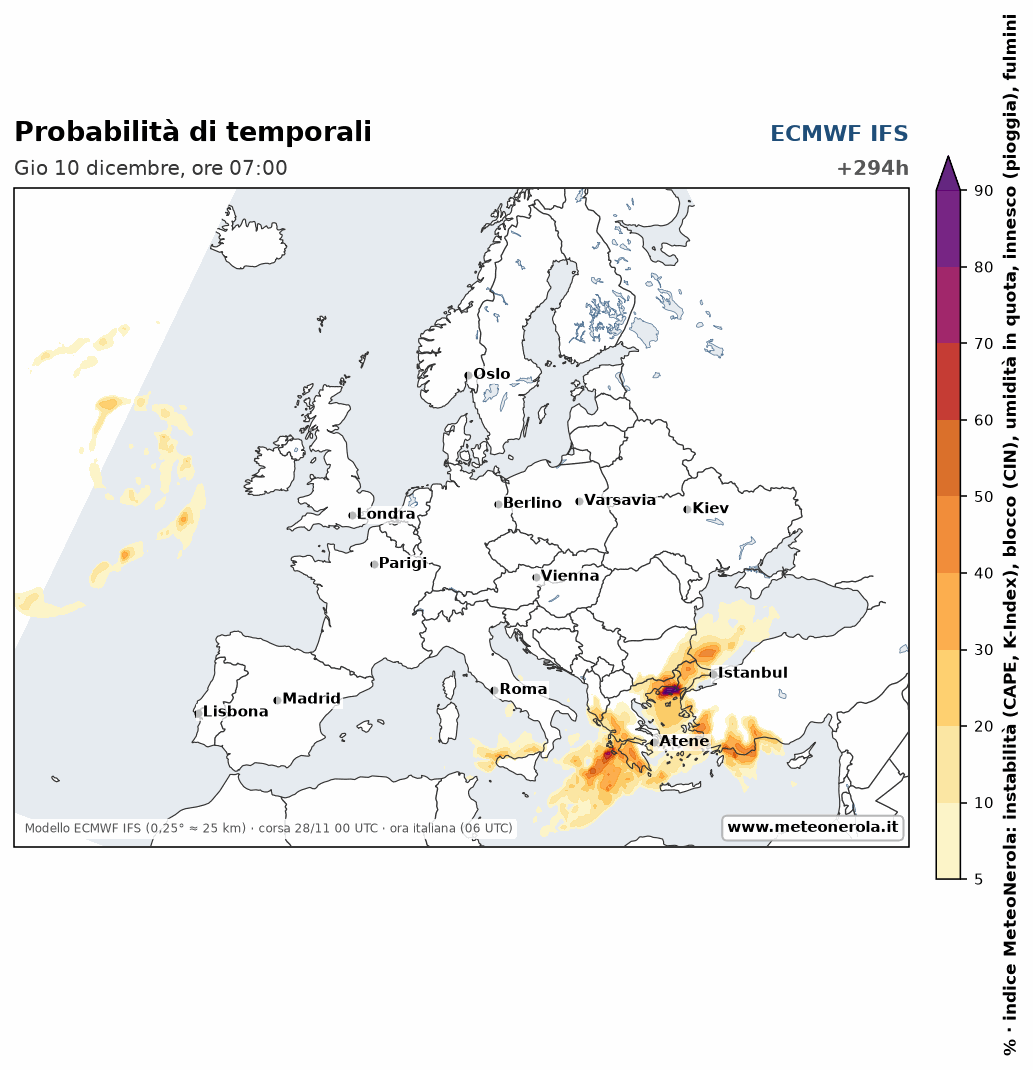 Probabilità di temporali
ECMWF IFS
Gio 10 dicembre, ore 07:00
+294h
Oslo
Londra
Berlino
Varsavia
Kiev
Parigi
Vienna
Istanbul
Roma
Madrid
Lisbona
Atene
Modello ECMWF IFS (0,25° ≈ 25 km) · corsa 28/11 00 UTC · ora italiana (06 UTC)
www.meteonerola.it
90
80
70
60
50
40
30
20
10
5
% · indice MeteoNerola: instabilità (CAPE, K-Index), blocco (CIN), umidità in quota, innesco (pioggia), fulmini